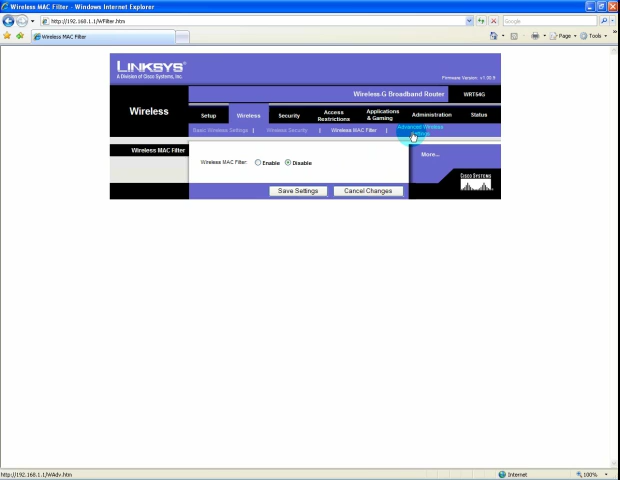 Wireless MAC Filter - Windows Internet Explorer
http://192.168.1.1/WFilter.htm
Google
Wireless MAC Filter
Page
Tools
LINKSYS®
A Division of Cisco Systems, Inc.
Firmware Version: v1.00.9
Wireless-G Broadband Router
WRT54G
Wireless
Setup
Wireless
Security
Access Restrictions
Applications & Gaming
Administration
Status
Basic Wireless Settings |
Wireless Security |
Wireless MAC Filter |
Advanced Wireless Settings
Wireless MAC Filter
Wireless MAC Filter:
Enable
Disable
More...
CISCO SYSTEMS
Save Settings
Cancel Changes
http://192.168.1.1/WAdv.htm
Internet
100%